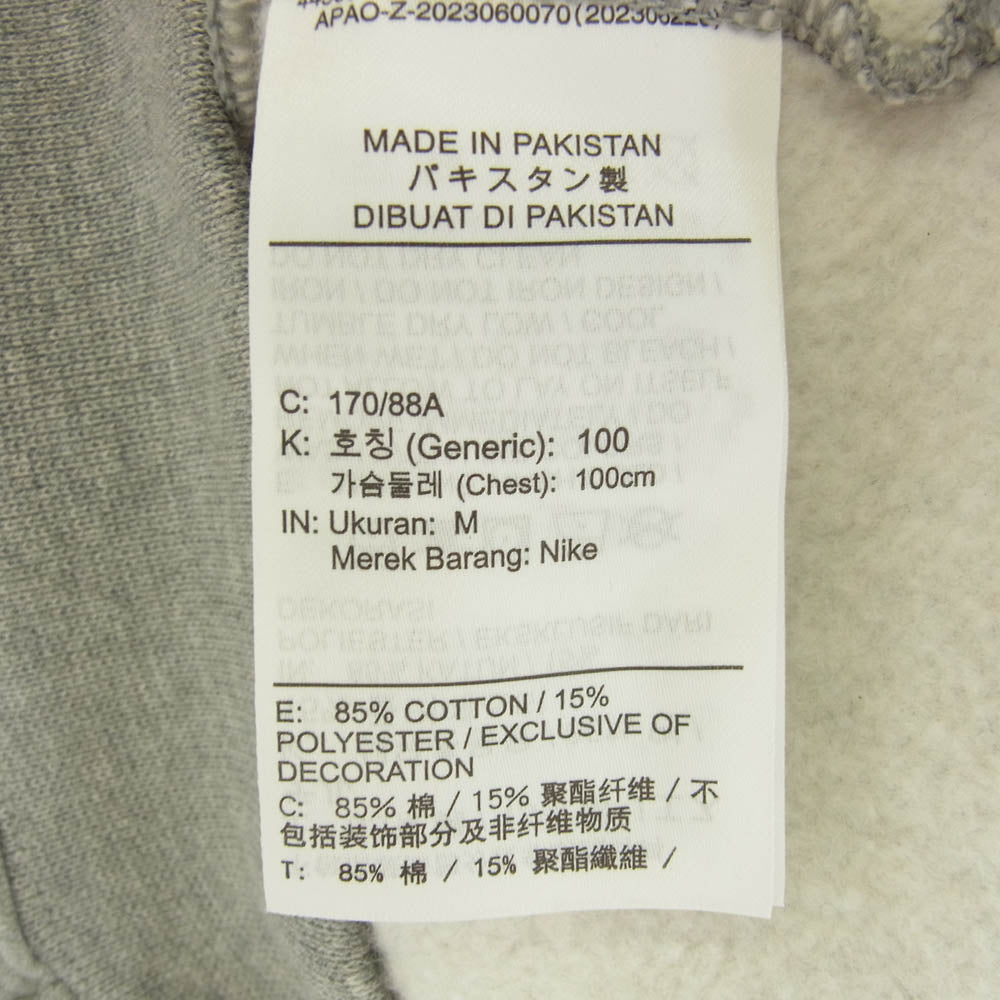 APAO-Z-2023060070(
MADE IN PAKISTAN
パキスタン製
DIBUAT DI PAKISTAN
C: 170/88A
K: 호칭 (Generic): 100
가슴둘레 (Chest): 100cm
IN: Ukuran: M
Merek Barang: Nike
E: 85% COTTON / 15%
POLYESTER / EXCLUSIVE OF
DECORATION
C: 85% 棉 / 15% 聚酯纤维 / 不
包括装饰部分及非纤维物质
T: 85% 棉 / 15% 聚酯纖維 /